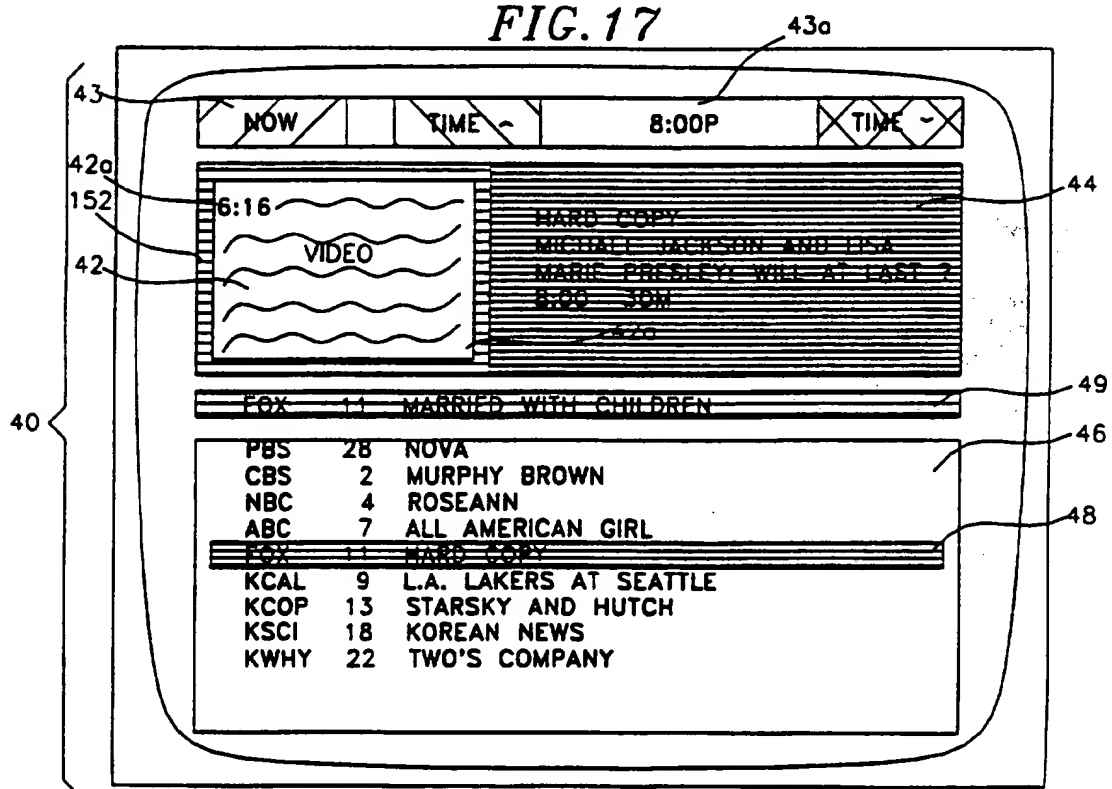 FIG. 17
43a
43
NOW TIME ~ 8:00P TIME ~
42a
152
42
6:16
VIDEO
44
HARD COPY
MICHAEL JACKSON AND LISA
MARIE PRESLEY: WILL AT LAST ?
8:00 30M
42a
49
FOX 11 MARRIED WITH CHILDREN
40
46
PBS 28 NOVA
CBS 2 MURPHY BROWN
NBC 4 ROSEANN
ABC 7 ALL AMERICAN GIRL
48
FOX 11 HARD COPY
KCAL 9 L.A. LAKERS AT SEATTLE
KCOP 13 STARSKY AND HUTCH
KSCI 18 KOREAN NEWS
KWHY 22 TWO'S COMPANY